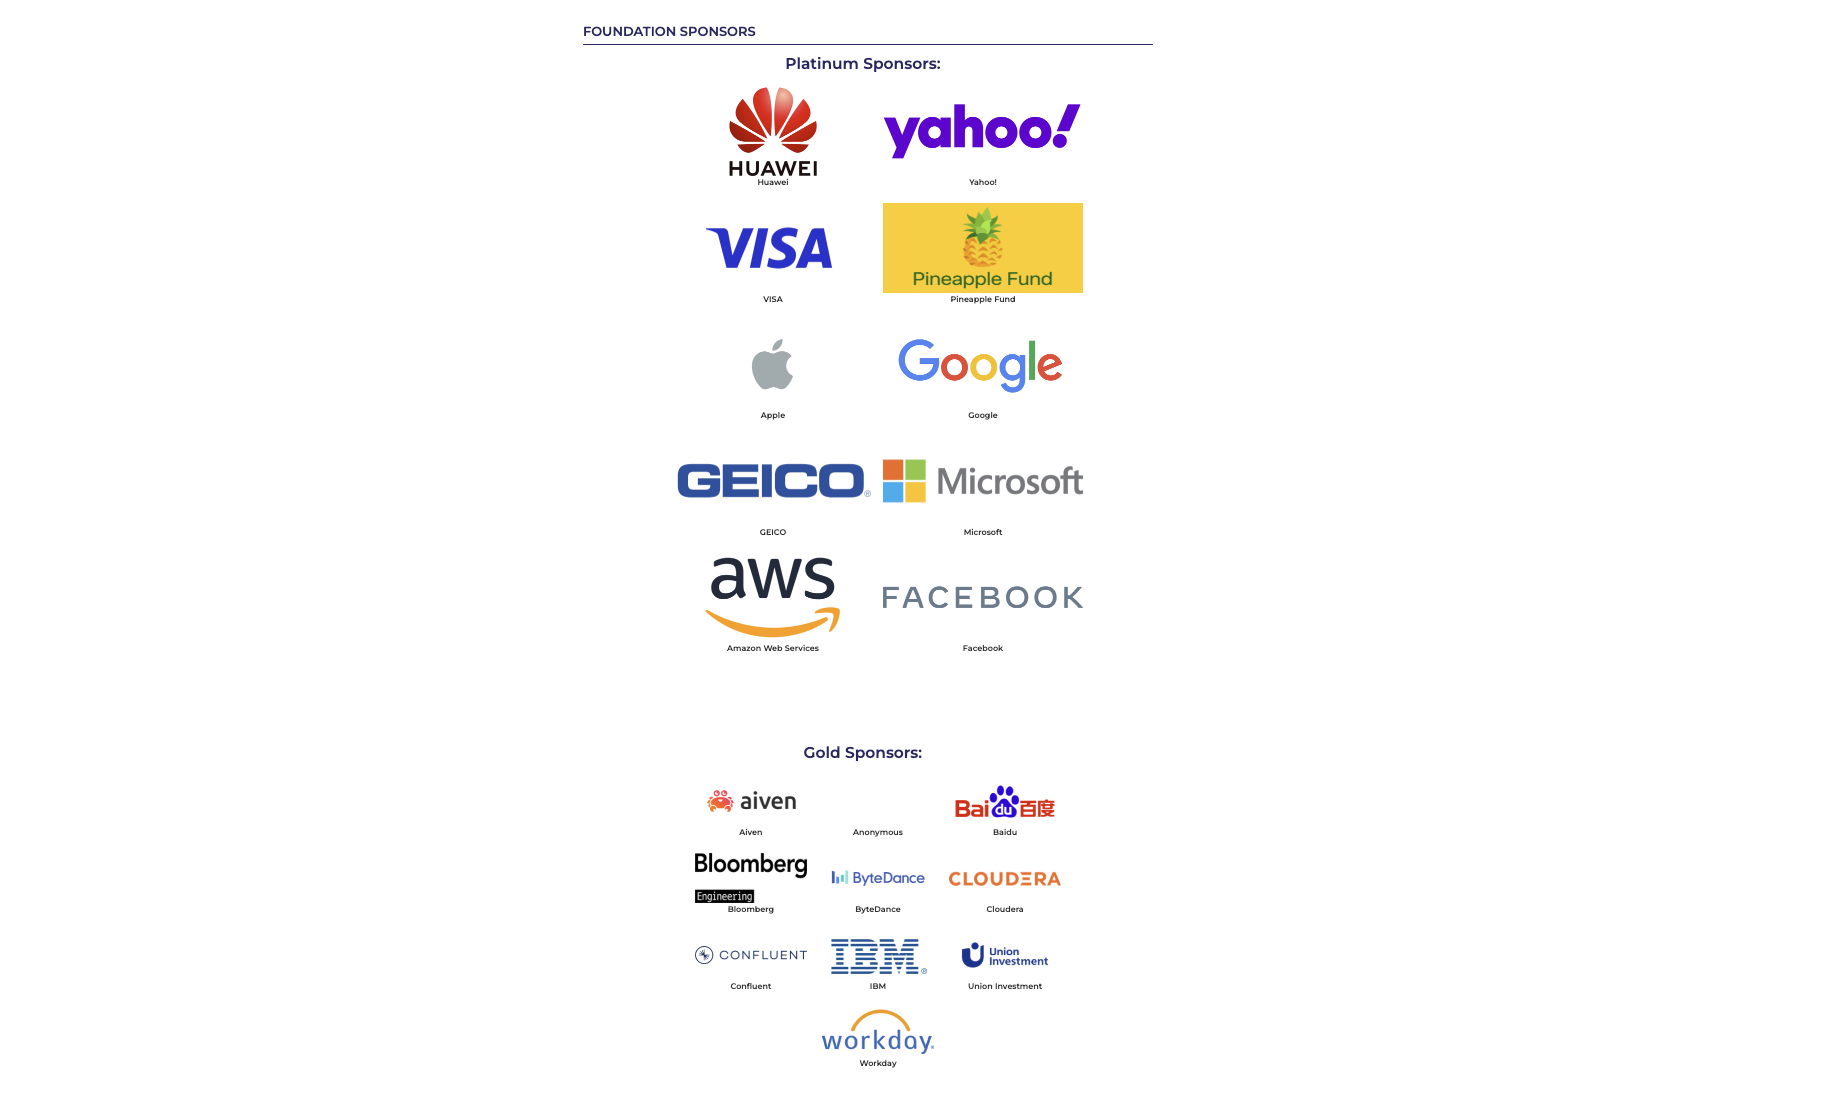 FOUNDATION SPONSORS
Platinum Sponsors:
HUAWEI
yahoo!
Huawei
Yahoo!
VISA
Pineapple Fund
VISA
Pineapple Fund
Google
Apple
Google
GEICO®
Microsoft
GEICO
Microsoft
aws
FACEBOOK
Amazon Web Services
Facebook
Gold Sponsors:
aiven
Baidu百度
Aiven
Anonymous
Baidu
Bloomberg
Engineering
ByteDance
CLOUDERA
Bloomberg
ByteDance
Cloudera
CONFLUENT
IBM®
Union
Investment
Confluent
IBM
Union Investment
workday®
Workday